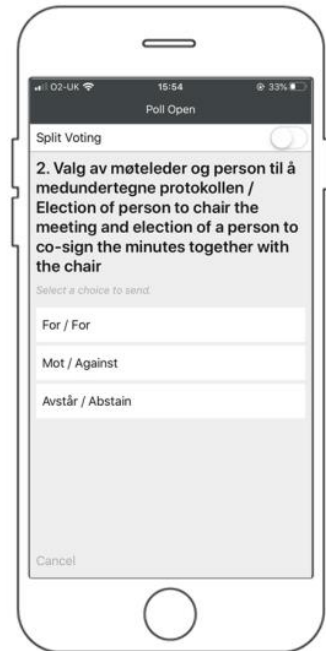 O2-UK 15:54 33%
Poll Open
Split Voting
2. Valg av møteleder og person til å
medundertegne protokollen /
Election of person to chair the
meeting and election of a person to
co-sign the minutes together with
the chair
Select a choice to send.
For / For
Mot / Against
Avstår / Abstain
Cancel